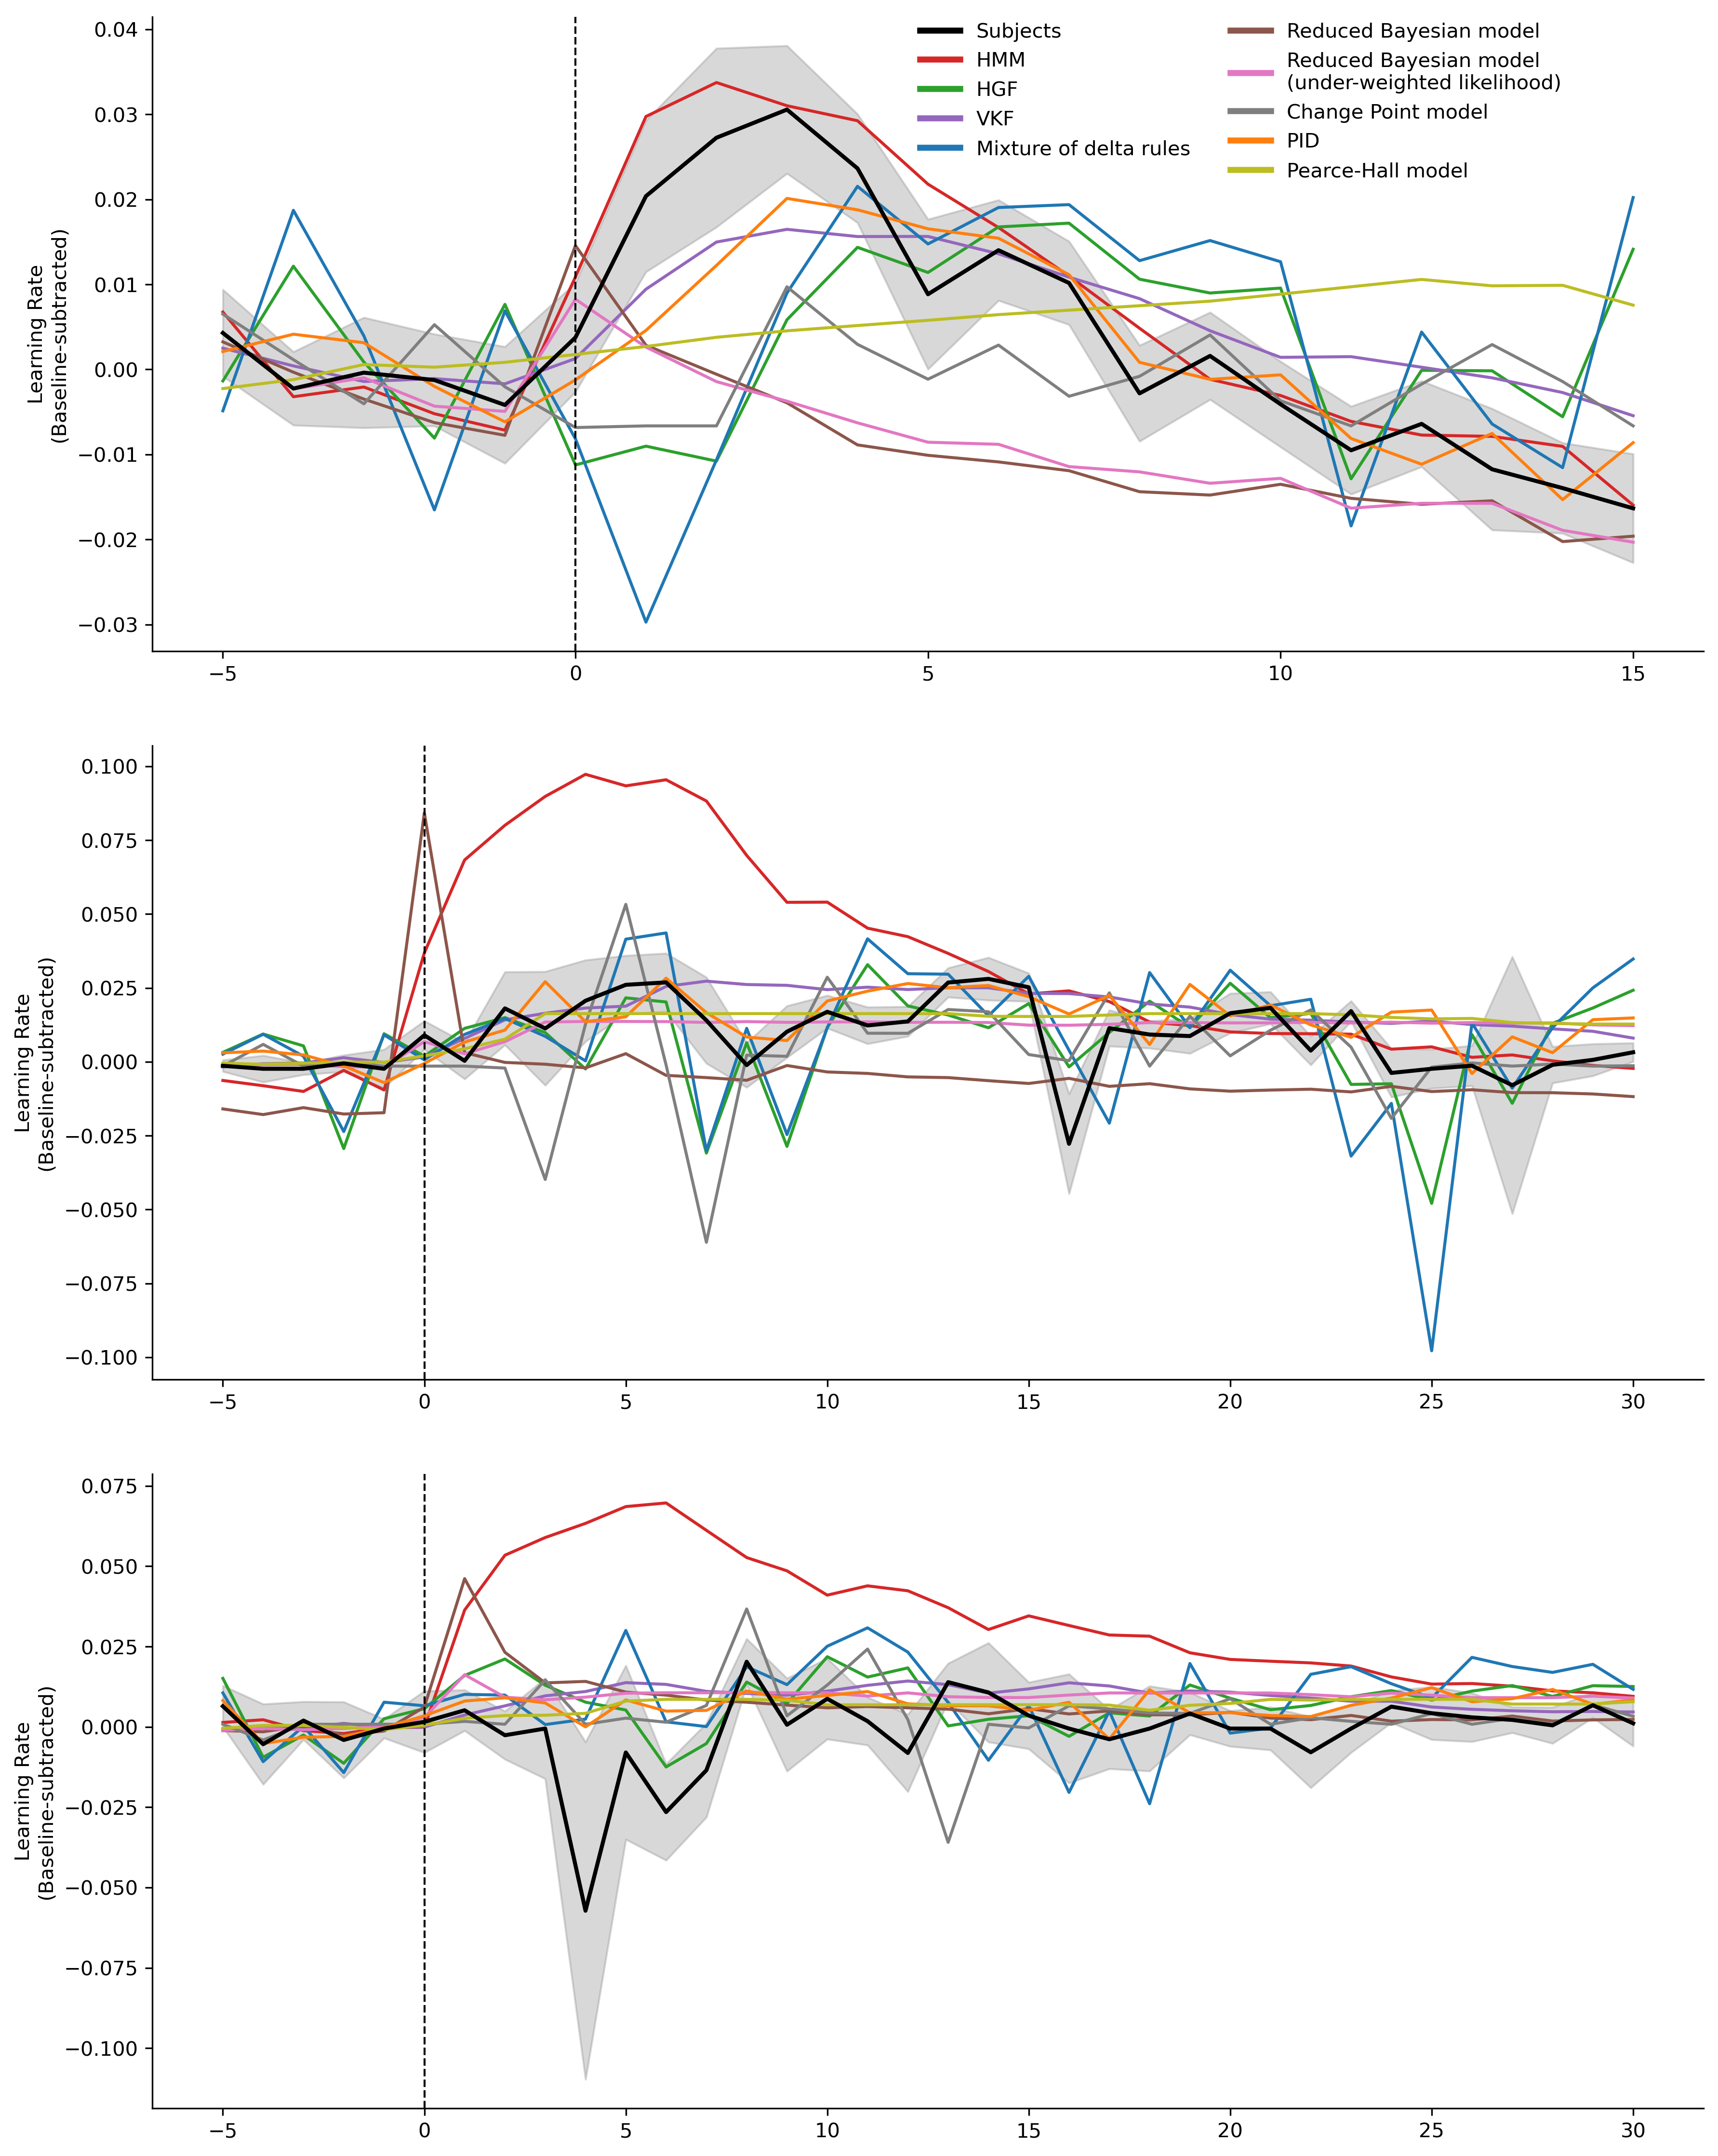 0.04
0.03
0.02
0.01
0.00
−0.01
−0.02
−0.03
Learning Rate
(Baseline-subtracted)
Subjects
HMM
HGF
VKF
Mixture of delta rules
Reduced Bayesian model
Reduced Bayesian model
(under-weighted likelihood)
Change Point model
PID
Pearce-Hall model
−5 0 5 10 15
0.100
0.075
0.050
0.025
0.000
−0.025
−0.050
−0.075
−0.100
Learning Rate
(Baseline-subtracted)
−5 0 5 10 15 20 25 30
0.075
0.050
0.025
0.000
−0.025
−0.050
−0.075
−0.100
Learning Rate
(Baseline-subtracted)
−5 0 5 10 15 20 25 30